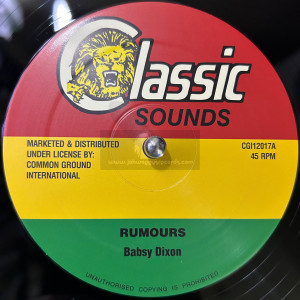 Classic
SOUNDS
MARKETED & DISTRIBUTED
UNDER LICENSE BY:
COMMON GROUND
INTERNATIONAL
CGI12017A
45 RPM
RUMOURS
Babsy Dixon
UNAUTHORISED COPYING IS PROHIBITED